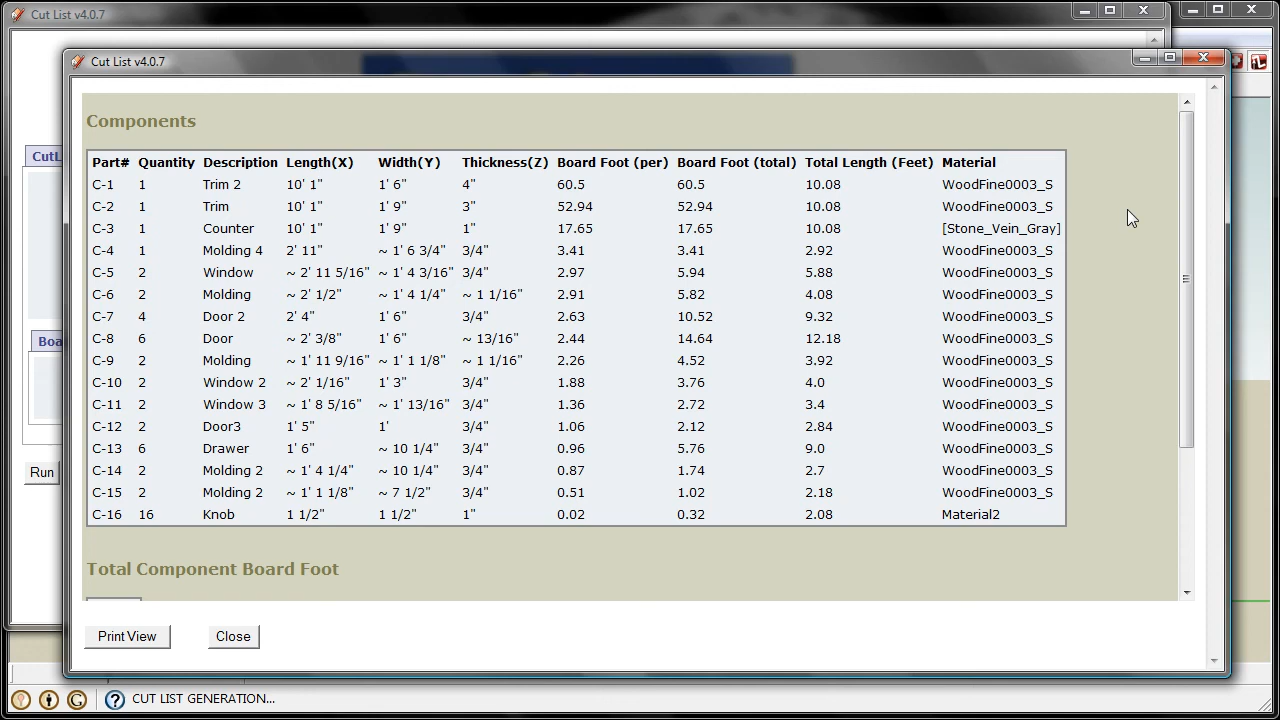 Cut List v4.0.7
Cut List v4.0.7
CutL
Boa
Run
Components
Part# Quantity Description Length(X) Width(Y) Thickness(Z) Board Foot (per) Board Foot (total) Total Length (Feet) Material
C-1 1 Trim 2 10' 1" 1' 6" 4" 60.5 60.5 10.08 WoodFine0003_S
C-2 1 Trim 10' 1" 1' 9" 3" 52.94 52.94 10.08 WoodFine0003_S
C-3 1 Counter 10' 1" 1' 9" 1" 17.65 17.65 10.08 [Stone_Vein_Gray]
C-4 1 Molding 4 2' 11" ~ 1' 6 3/4" 3/4" 3.41 3.41 2.92 WoodFine0003_S
C-5 2 Window ~ 2' 11 5/16" ~ 1' 4 3/16" 3/4" 2.97 5.94 5.88 WoodFine0003_S
C-6 2 Molding ~ 2' 1/2" ~ 1' 4 1/4" ~ 1 1/16" 2.91 5.82 4.08 WoodFine0003_S
C-7 4 Door 2 2' 4" 1' 6" 3/4" 2.63 10.52 9.32 WoodFine0003_S
C-8 6 Door ~ 2' 3/8" 1' 6" ~ 13/16" 2.44 14.64 12.18 WoodFine0003_S
C-9 2 Molding ~ 1' 11 9/16" ~ 1' 1 1/8" ~ 1 1/16" 2.26 4.52 3.92 WoodFine0003_S
C-10 2 Window 2 ~ 2' 1/16" 1' 3" 3/4" 1.88 3.76 4.0 WoodFine0003_S
C-11 2 Window 3 ~ 1' 8 5/16" ~ 1' 13/16" 3/4" 1.36 2.72 3.4 WoodFine0003_S
C-12 2 Door3 1' 5" 1' 3/4" 1.06 2.12 2.84 WoodFine0003_S
C-13 6 Drawer 1' 6" ~ 10 1/4" 3/4" 0.96 5.76 9.0 WoodFine0003_S
C-14 2 Molding 2 ~ 1' 4 1/4" ~ 10 1/4" 3/4" 0.87 1.74 2.7 WoodFine0003_S
C-15 2 Molding 2 ~ 1' 1 1/8" ~ 7 1/2" 3/4" 0.51 1.02 2.18 WoodFine0003_S
C-16 16 Knob 1 1/2" 1 1/2" 1" 0.02 0.32 2.08 Material2
Total Component Board Foot
Print View Close
CUT LIST GENERATION...